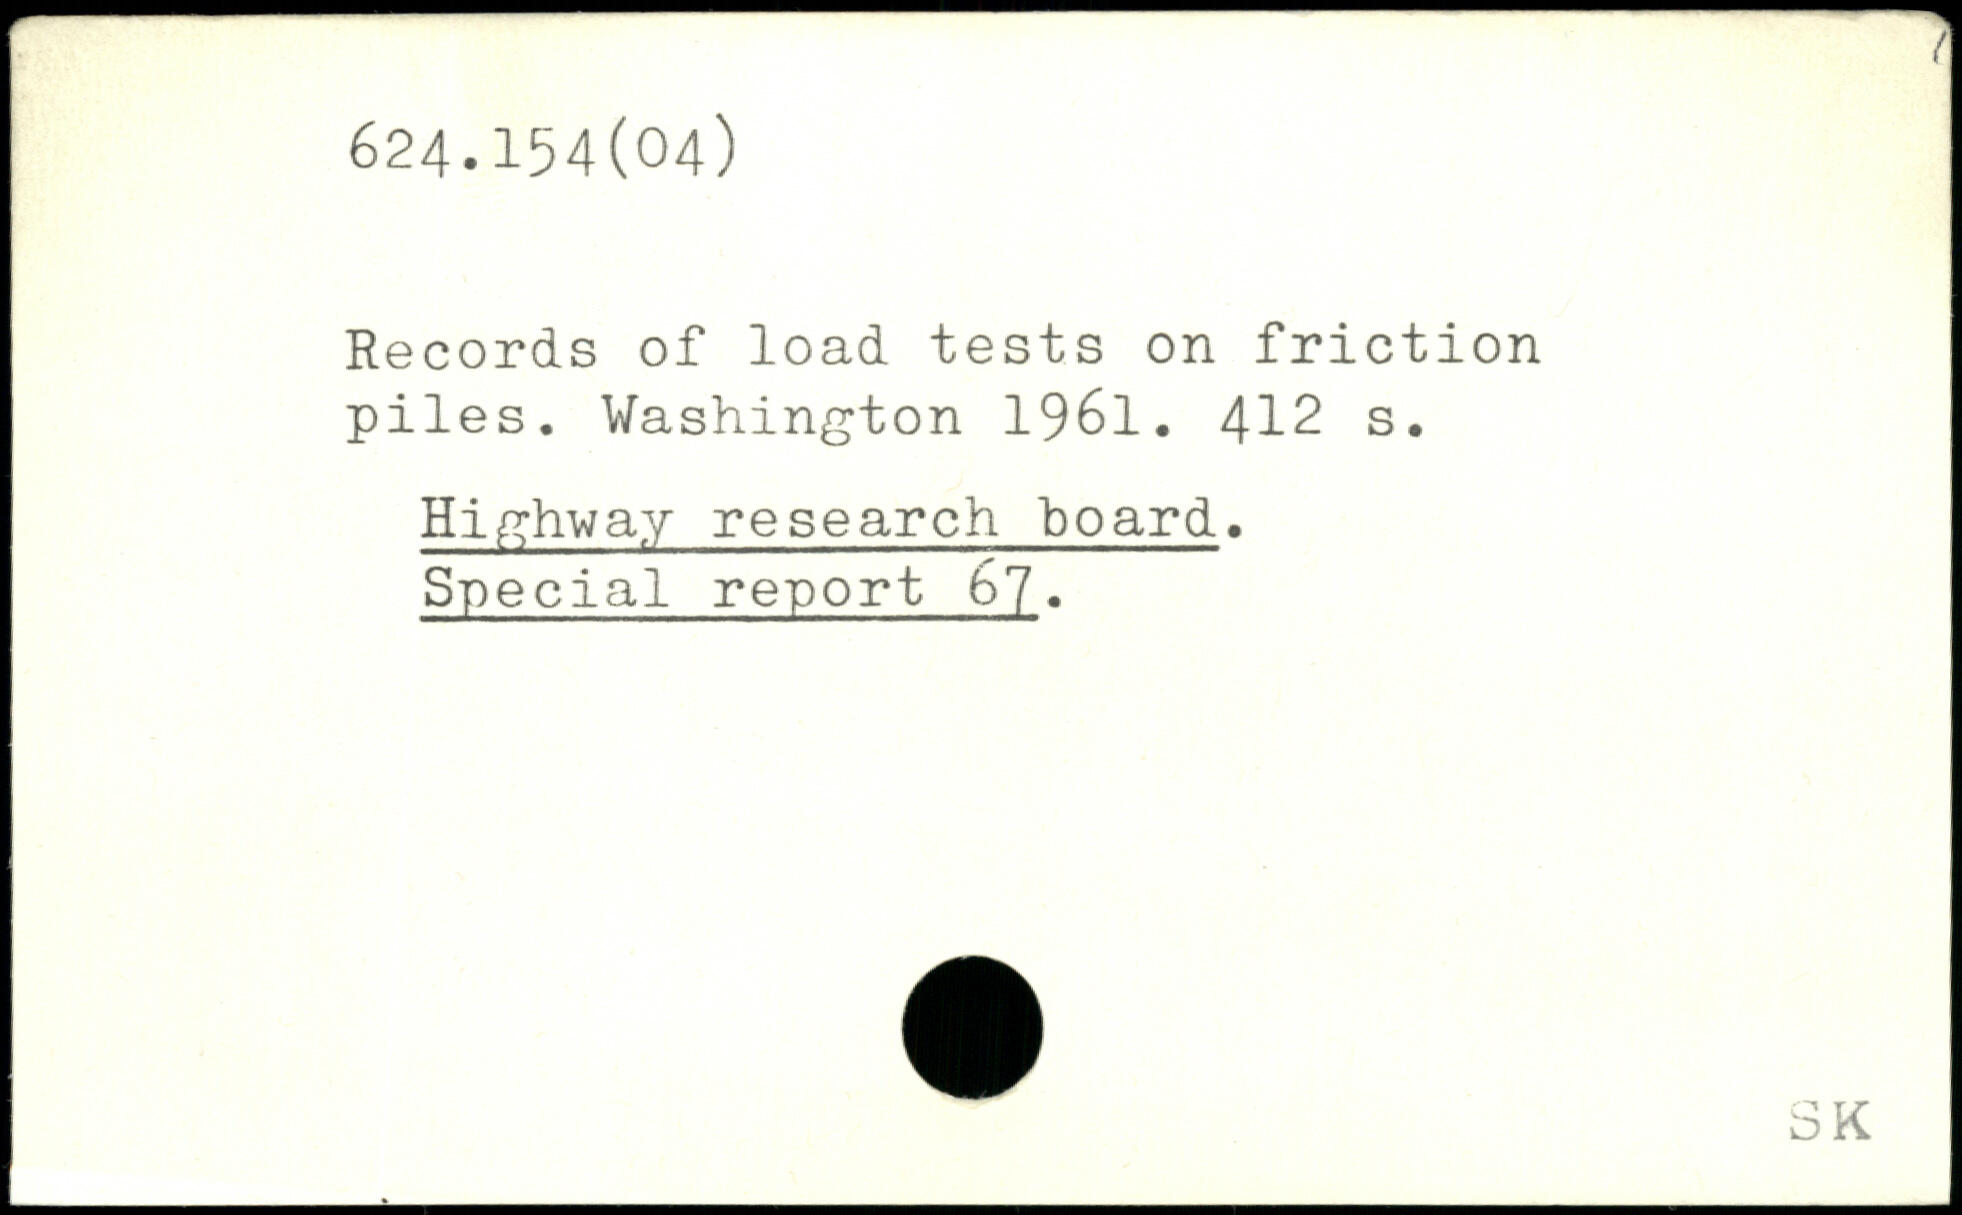 624.154(04)
Records of load tests on friction
piles. Washington 1961. 412 s.
Highway research board.
Special report 67.
SK